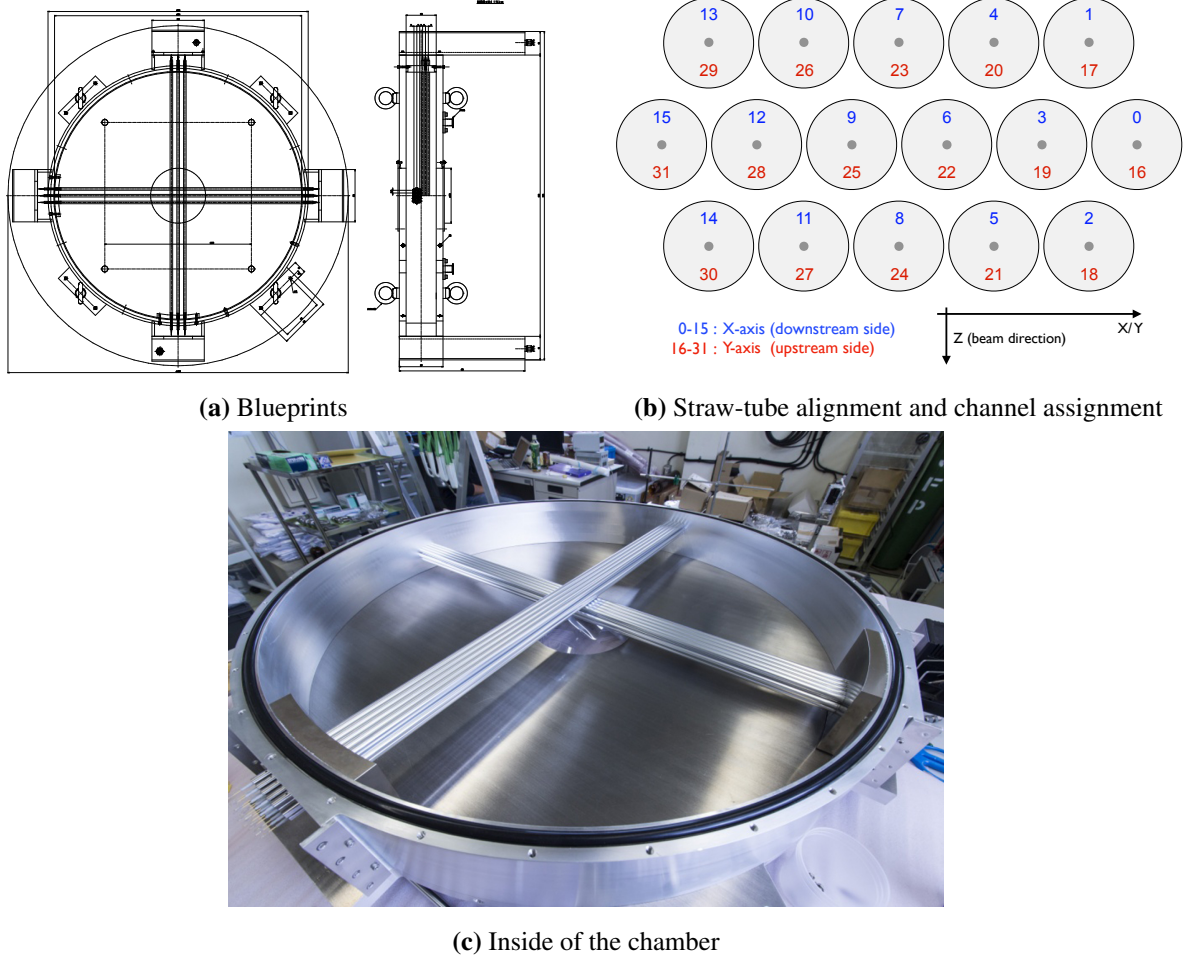 13 10 7 4 1
29 26 23 20 17
15 12 9 6 3 0
31 28 25 22 19 16
14 11 8 5 2
30 27 24 21 18
0-15 : X-axis (downstream side)
16-31 : Y-axis (upstream side)
X/Y
Z (beam direction)
(a) Blueprints
(b) Straw-tube alignment and channel assignment
(c) Inside of the chamber